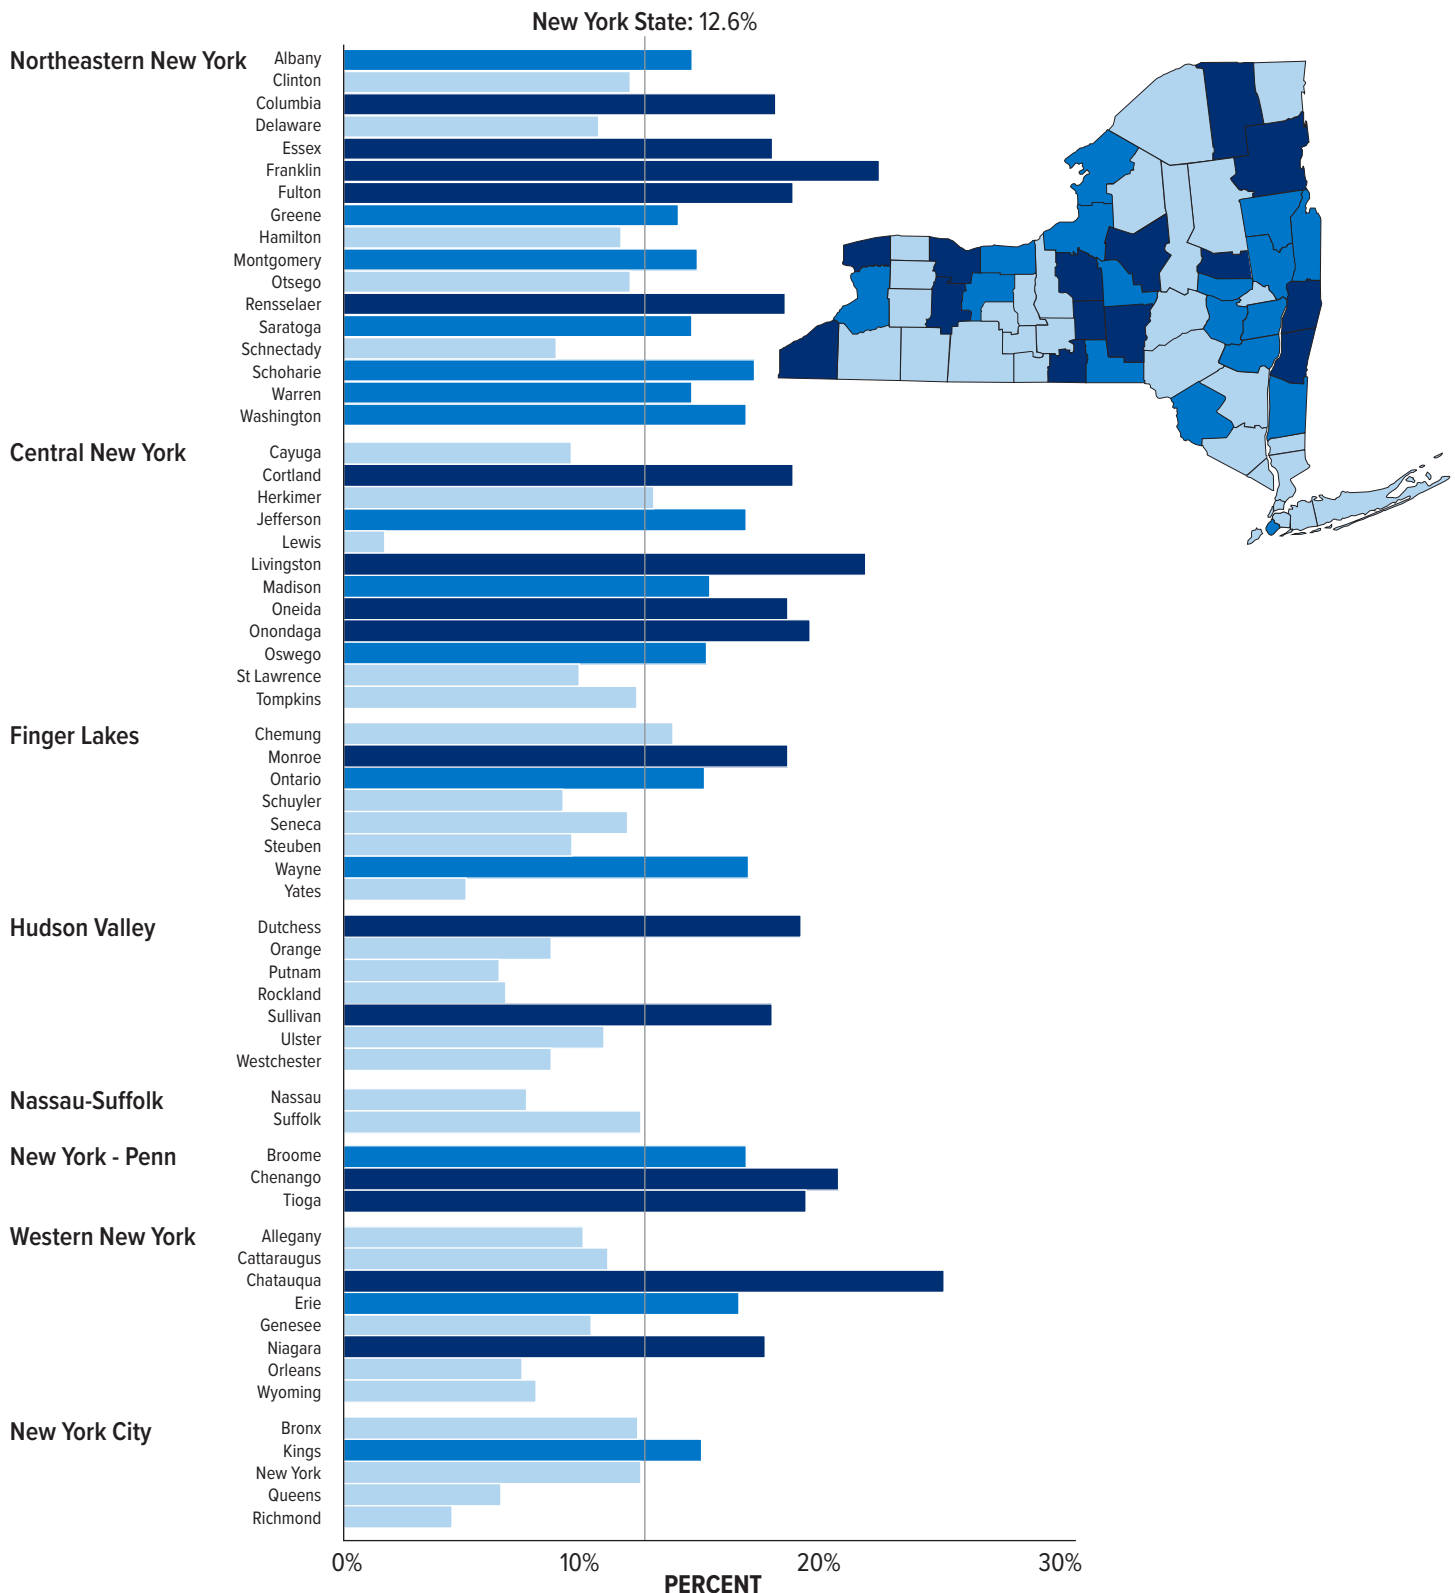 New York State: 12.6%
Northeastern New York
Albany
Clinton
Columbia
Delaware
Essex
Franklin
Fulton
Greene
Hamilton
Montgomery
Otsego
Rensselaer
Saratoga
Schnectady
Schoharie
Warren
Washington
Central New York
Cayuga
Cortland
Herkimer
Jefferson
Lewis
Livingston
Madison
Oneida
Onondaga
Oswego
St Lawrence
Tompkins
Finger Lakes
Chemung
Monroe
Ontario
Schuyler
Seneca
Steuben
Wayne
Yates
Hudson Valley
Dutchess
Orange
Putnam
Rockland
Sullivan
Ulster
Westchester
Nassau-Suffolk
Nassau
Suffolk
New York - Penn
Broome
Chenango
Tioga
Western New York
Allegany
Cattaraugus
Chatauqua
Erie
Genesee
Niagara
Orleans
Wyoming
New York City
Bronx
Kings
New York
Queens
Richmond
0% 10% 20% 30%
PERCENT